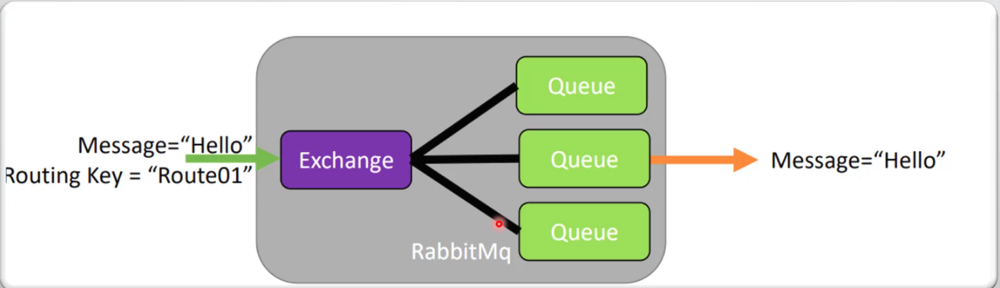 Message=“Hello”
Routing Key = “Route01”
Exchange
Queue
Queue
Queue
RabbitMq
Message=“Hello”